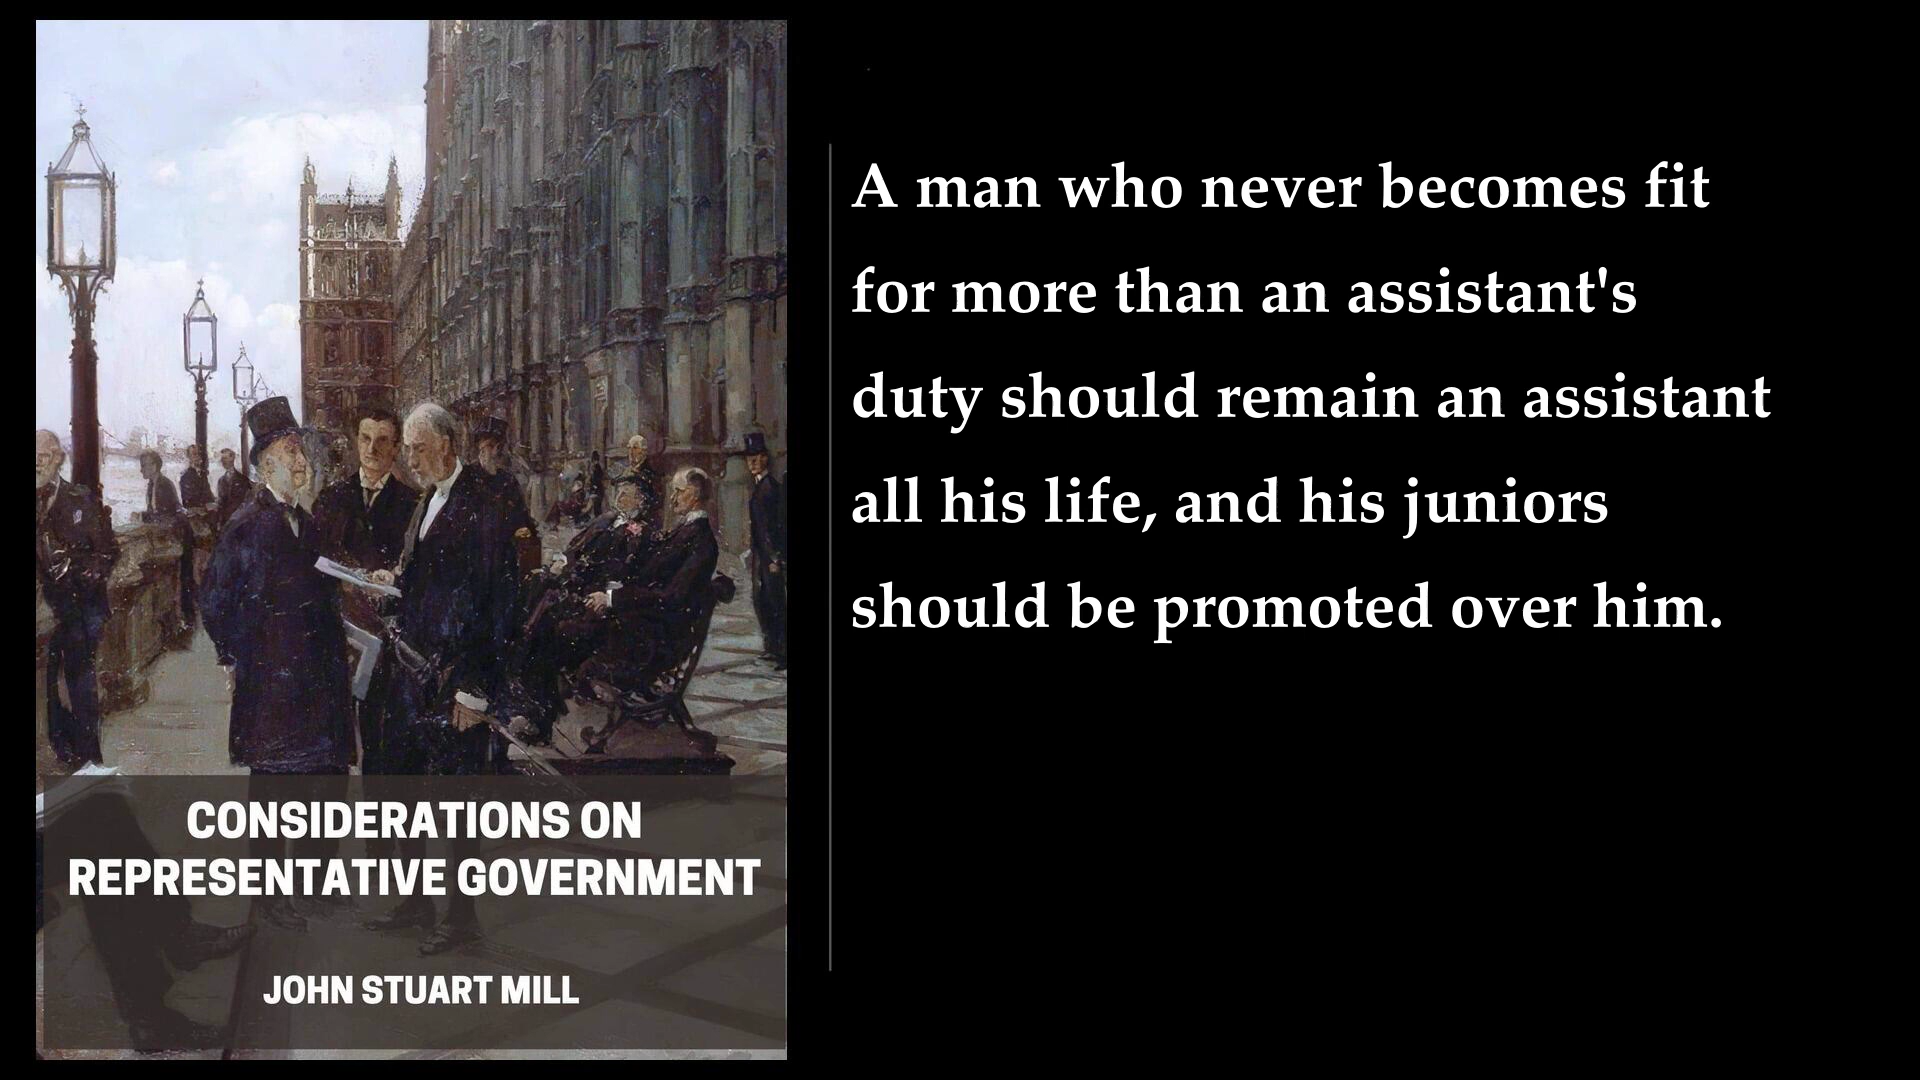 A man who never becomes fit
for more than an assistant's
duty should remain an assistant
all his life, and his juniors
should be promoted over him.
CONSIDERATIONS ON
REPRESENTATIVE GOVERNMENT
JOHN STUART MILL